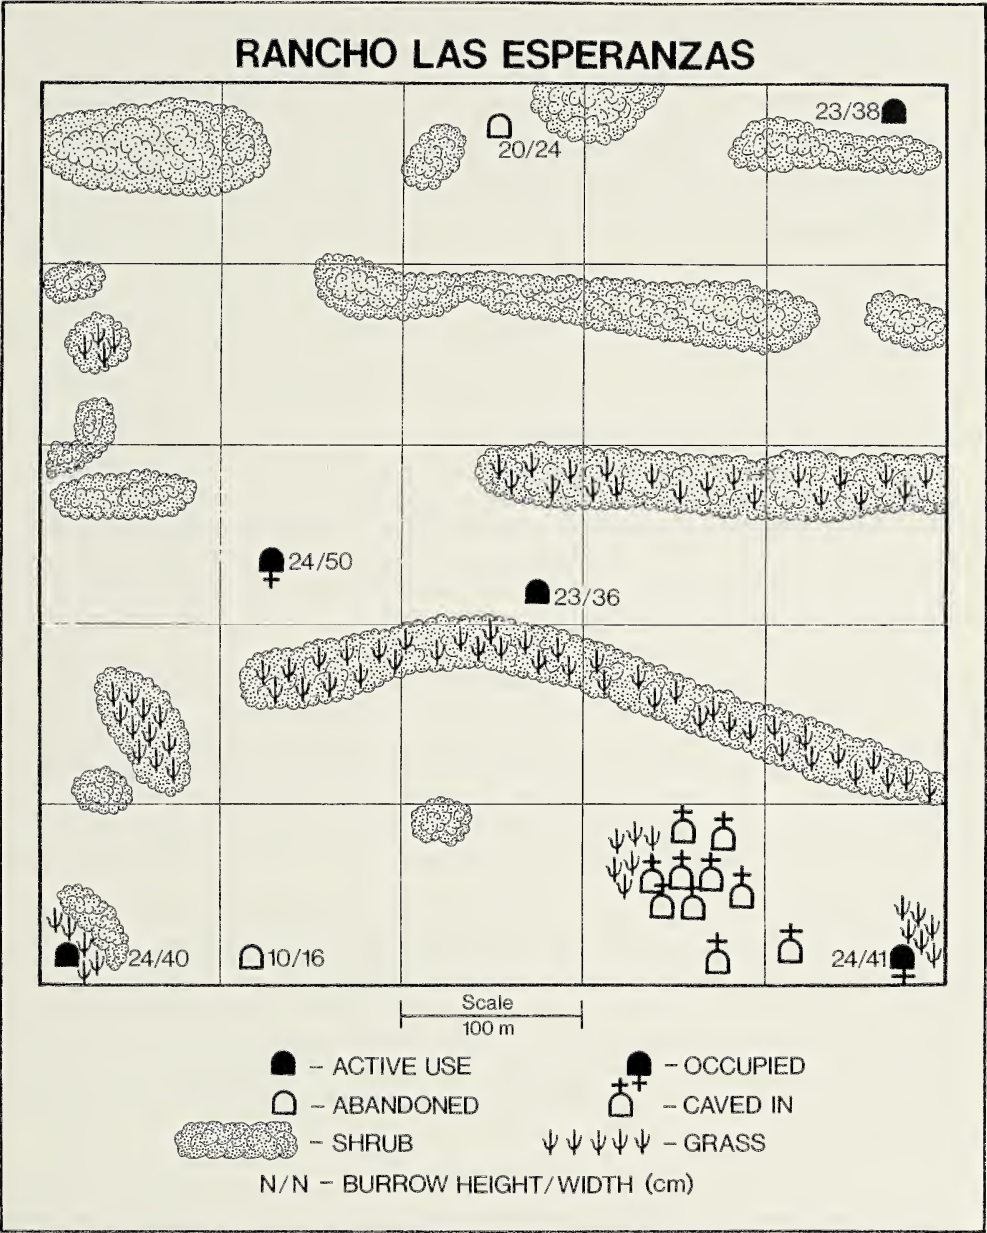 RANCHO LAS ESPERANZAS
23/38
20/24
24/50
23/36
24/40
10/16
24/41
Scale
100 m
– ACTIVE USE
– OCCUPIED
– ABANDONED
– CAVED IN
– SHRUB
– GRASS
N/N – BURROW HEIGHT/WIDTH (cm)